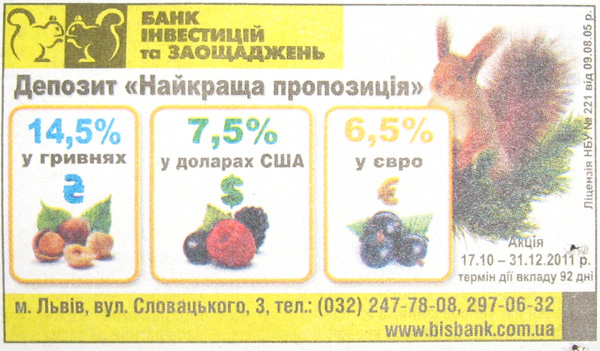 БАНК
ІНВЕСТИЦІЙ
та ЗАОЩАДЖЕНЬ
Депозит «Найкраща пропозиція»
14,5%
у гривнях
₴
7,5%
у доларах США
$
6,5%
у євро
€
Ліцензія НБУ № 221 від 09.08.05 р.
Акція
17.10 – 31.12.2011 р.
термін дії вкладу 92 дні
м. Львів, вул. Словацького, 3, тел.: (032) 247-78-08, 297-06-32
www.bisbank.com.ua